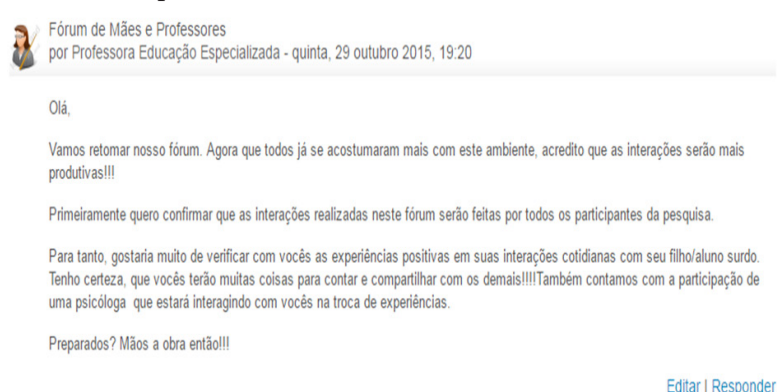 Fórum de Mães e Professores
por Professora Educação Especializada - quinta, 29 outubro 2015, 19:20
Olá,
Vamos retomar nosso fórum. Agora que todos já se acostumaram mais com este ambiente, acredito que as interações serão mais
produtivas!!!
Primeiramente quero confirmar que as interações realizadas neste fórum serão feitas por todos os participantes da pesquisa.
Para tanto, gostaria muito de verificar com vocês as experiências positivas em suas interações cotidianas com seu filho/aluno surdo.
Tenho certeza, que vocês terão muitas coisas para contar e compartilhar com os demais!!!!Também contamos com a participação de
uma psicóloga que estará interagindo com vocês na troca de experiências.
Preparados? Mãos a obra então!!!
Editar | Responder